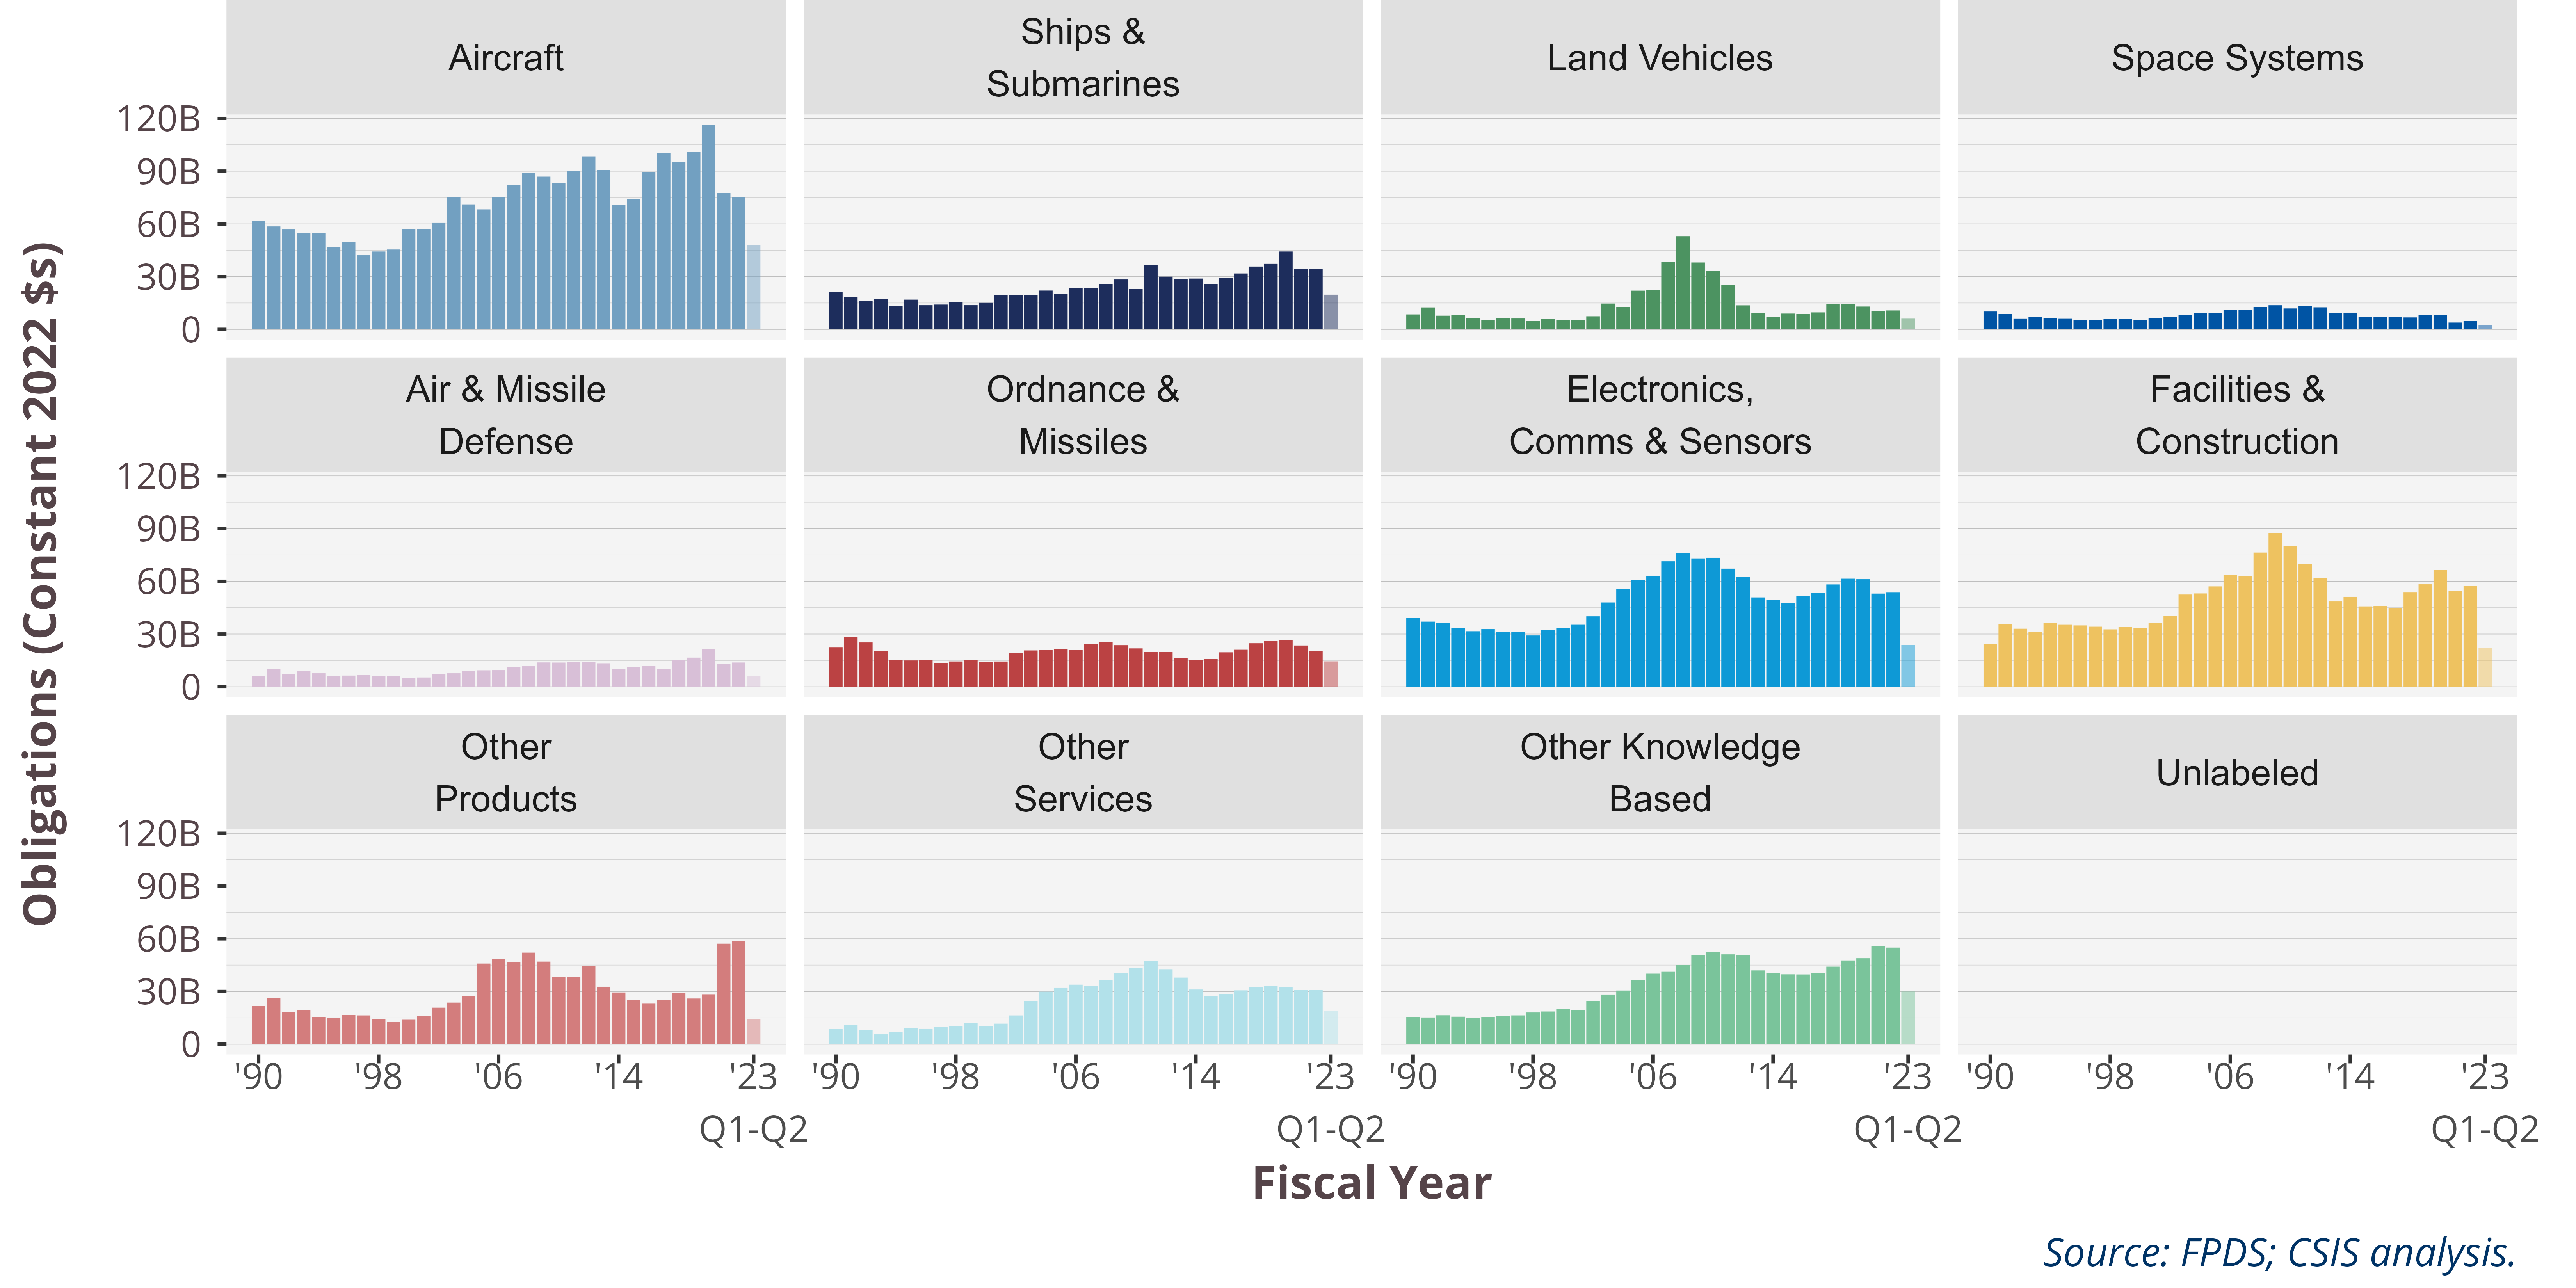 Aircraft
Ships &
Submarines
Land Vehicles
Space Systems
120B
90B
60B
30B
0
Air & Missile
Defense
Ordnance &
Missiles
Electronics,
Comms & Sensors
Facilities &
Construction
120B
90B
60B
30B
0
Other
Products
Other
Services
Other Knowledge
Based
Unlabeled
120B
90B
60B
30B
0
Obligations (Constant 2022 $s)
'90 '98 '06 '14 '23
Q1-Q2
'90 '98 '06 '14 '23
Q1-Q2
'90 '98 '06 '14 '23
Q1-Q2
'90 '98 '06 '14 '23
Q1-Q2
Fiscal Year
Source: FPDS; CSIS analysis.